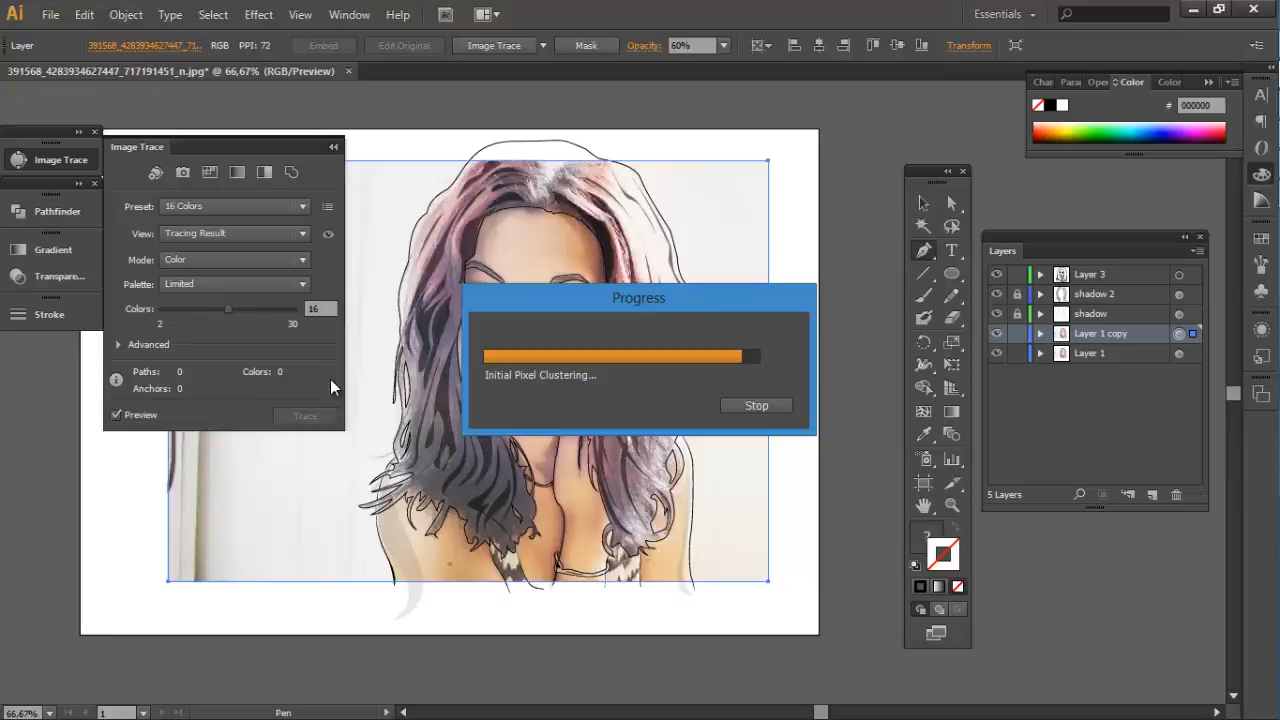 Ai File Edit Object Type Select Effect View Window Help Br Essentials
Layer 391568_4283934627447_71... RGB PPI: 72 Embed Edit Original Image Trace Mask Opacity: 60% Transform
391568_4283934627447_717191451_n.jpg* @ 66,67% (RGB/Preview)
Char Para Oper Color Color
# 000000
Image Trace
Pathfinder
Gradient
Transpare...
Stroke
Image Trace
Preset: 16 Colors
View: Tracing Result
Mode: Color
Palette: Limited
Colors: 16
2 30
Advanced
Paths: 0 Colors: 0
Anchors: 0
Preview Trace
Progress
Initial Pixel Clustering...
Stop
Layers
Layer 3
shadow 2
shadow
Layer 1 copy
Layer 1
5 Layers
66,67% 1 Pen